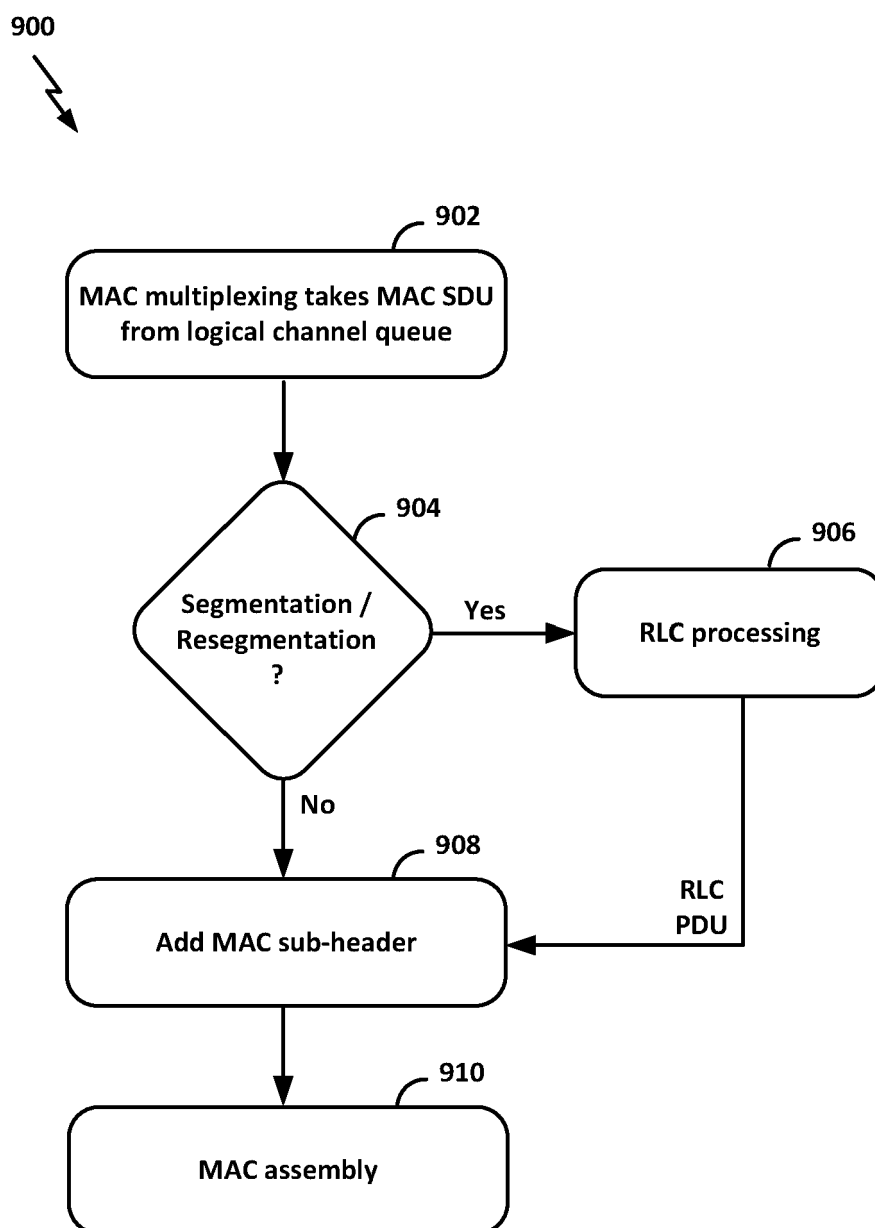 900
902
MAC multiplexing takes MAC SDU
from logical channel queue
904
Segmentation /
Resegmentation
?
Yes
906
RLC processing
No
908
Add MAC sub-header
RLC
PDU
910
MAC assembly